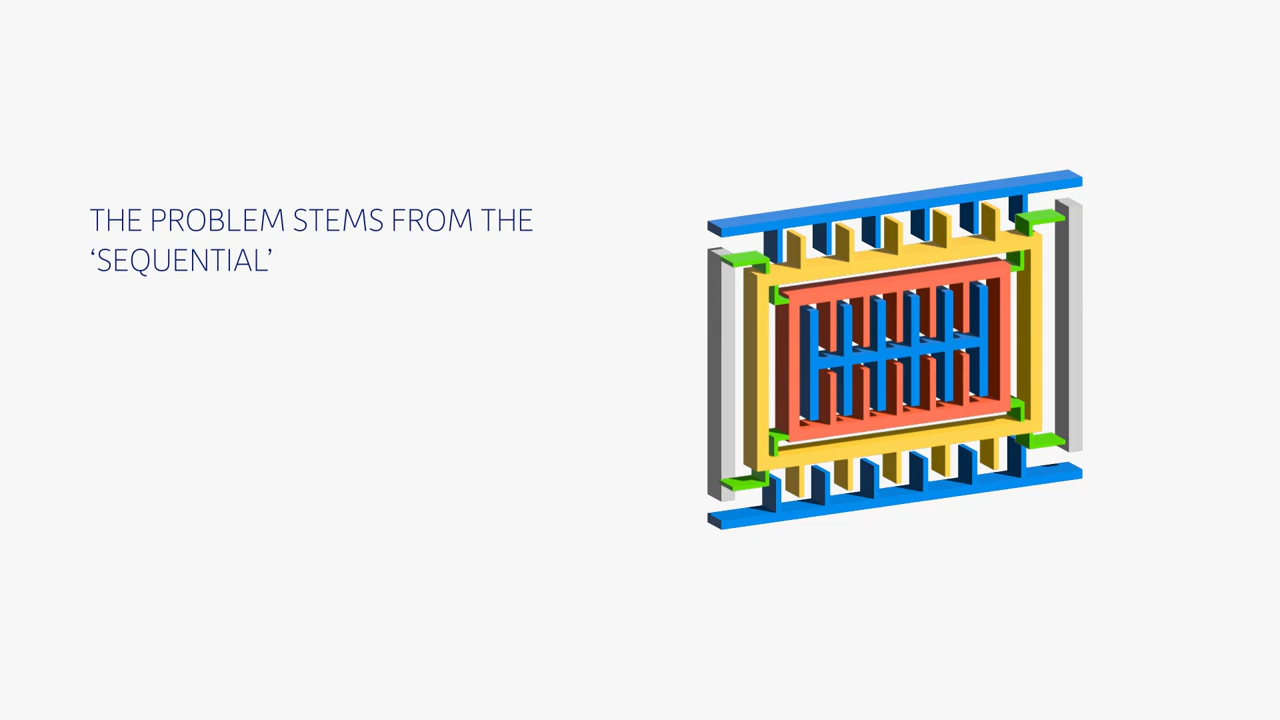 THE PROBLEM STEMS FROM THE
‘SEQUENTIAL’